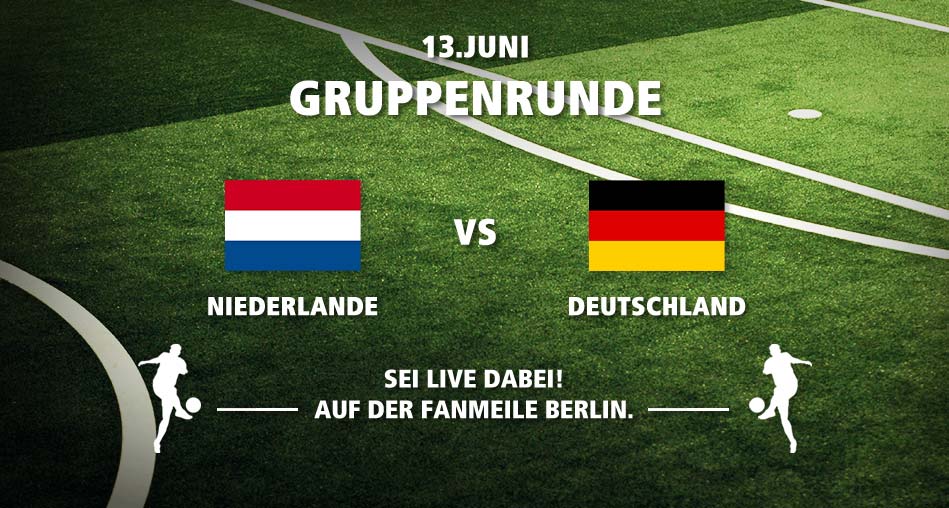 13.JUNI
GRUPPENRUNDE
VS
NIEDERLANDE
DEUTSCHLAND
SEI LIVE DABEI!
AUF DER FANMEILE BERLIN.